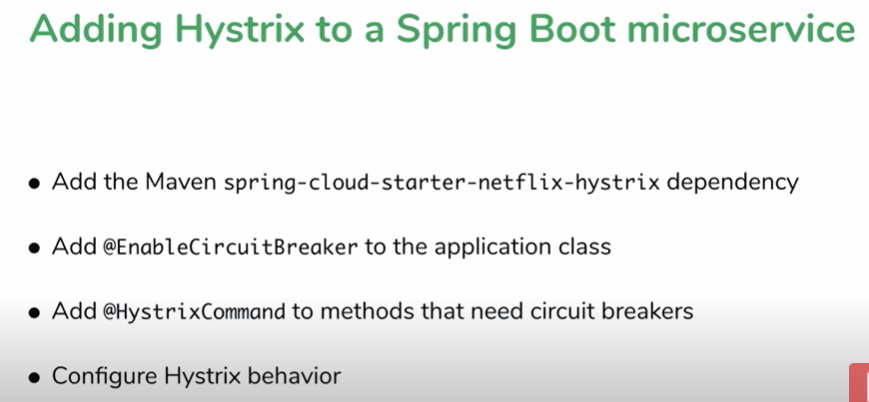 Adding Hystrix to a Spring Boot microservice
● Add the Maven spring-cloud-starter-netflix-hystrix dependency
● Add @EnableCircuitBreaker to the application class
● Add @HystrixCommand to methods that need circuit breakers
● Configure Hystrix behavior